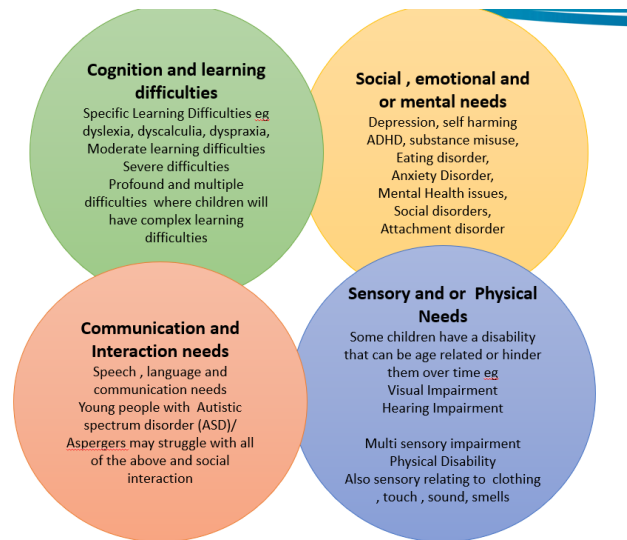 Cognition and learning
difficulties
Specific Learning Difficulties eg
dyslexia, dyscalculia, dyspraxia,
Moderate learning difficulties
Severe difficulties
Profound and multiple
difficulties where children will
have complex learning
difficulties
Social , emotional and
or mental needs
Depression, self harming
ADHD, substance misuse,
Eating disorder,
Anxiety Disorder,
Mental Health issues,
Social disorders,
Attachment disorder
Communication and
Interaction needs
Speech , language and
communication needs
Young people with Autistic
spectrum disorder (ASD)/
Aspergers may struggle with all
of the above and social
interaction
Sensory and or Physical
Needs
Some children have a disability
that can be age related or hinder
them over time eg
Visual Impairment
Hearing Impairment
Multi sensory impairment
Physical Disability
Also sensory relating to clothing
, touch , sound, smells